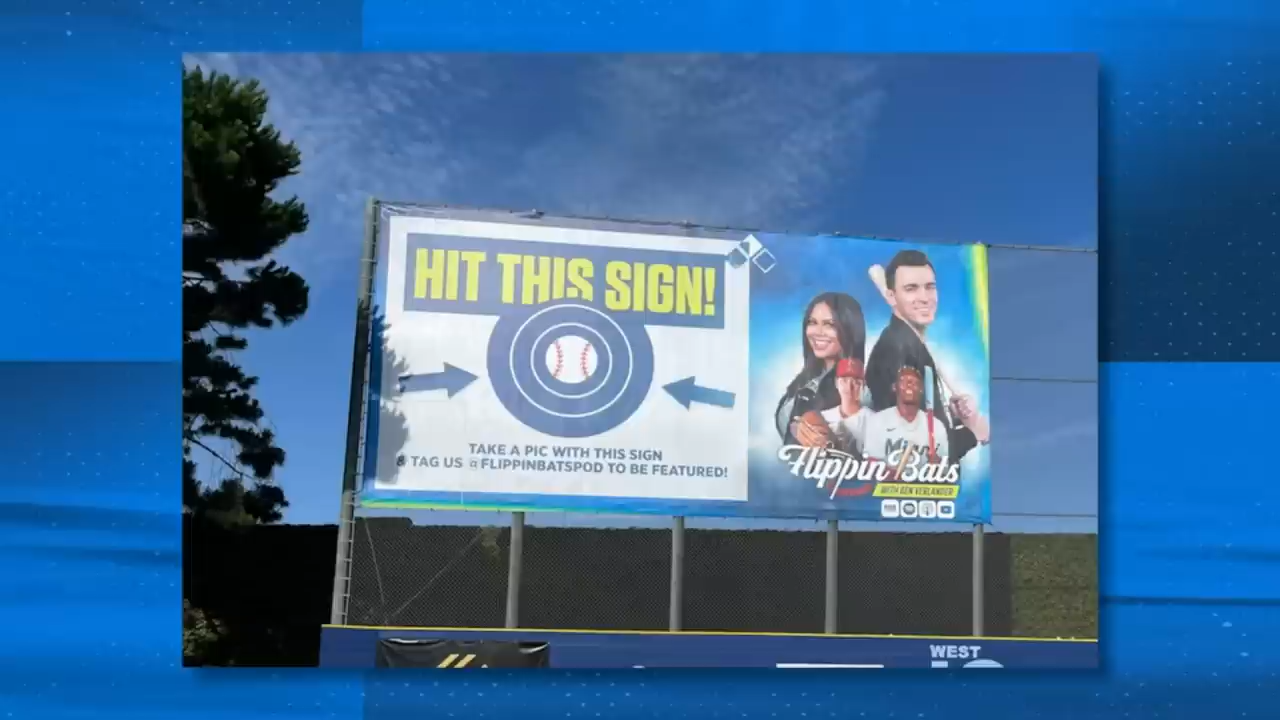 HIT THIS SIGN!
TAKE A PIC WITH THIS SIGN
& TAG US @FLIPPINBATSPOD TO BE FEATURED!
Miami
Flippin' Bats
WITH BEN VERLANDER
WEST